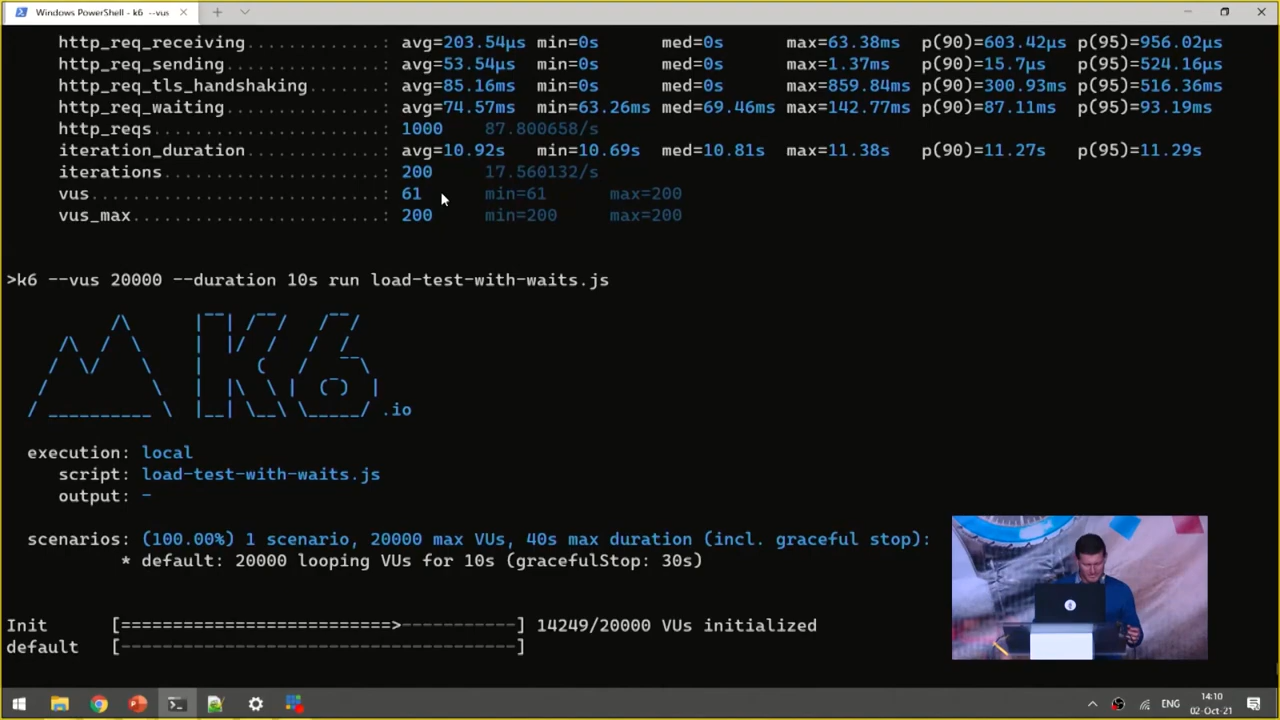 Windows PowerShell - k6 --vus
http_req_receiving..................: avg=203.54µs min=0s med=0s max=63.38ms p(90)=603.42µs p(95)=956.02µs
http_req_sending....................: avg=53.54µs min=0s med=0s max=1.37ms p(90)=15.7µs p(95)=524.16µs
http_req_tls_handshaking............: avg=85.16ms min=0s med=0s max=859.84ms p(90)=300.93ms p(95)=516.36ms
http_req_waiting....................: avg=74.57ms min=63.26ms med=69.46ms max=142.77ms p(90)=87.11ms p(95)=93.19ms
http_reqs...........................: 1000 87.800658/s
iteration_duration..................: avg=10.92s min=10.69s med=10.81s max=11.38s p(90)=11.27s p(95)=11.29s
iterations..........................: 200 17.560132/s
vus.................................: 61 min=61 max=200
vus_max.............................: 200 min=200 max=200
>k6 --vus 20000 --duration 10s run load-test-with-waits.js
K6
.io
execution: local
script: load-test-with-waits.js
output: -
scenarios: (100.00%) 1 scenario, 20000 max VUs, 40s max duration (incl. graceful stop):
* default: 20000 looping VUs for 10s (gracefulStop: 30s)
Init [==========================>-----------] 14249/20000 VUs initialized
default [--------------------------------------]
ENG
14:10
02-Oct-21